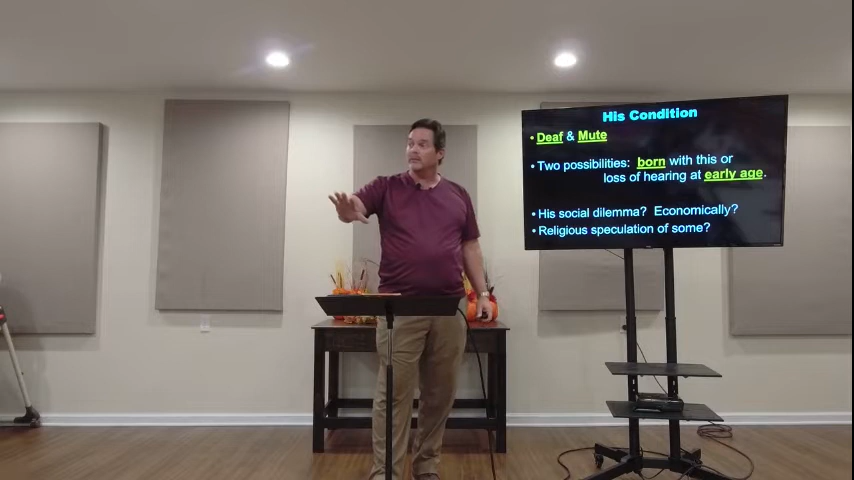 His Condition
• Deaf & Mute
• Two possibilities: born with this or
loss of hearing at early age.
• His social dilemma? Economically?
• Religious speculation of some?